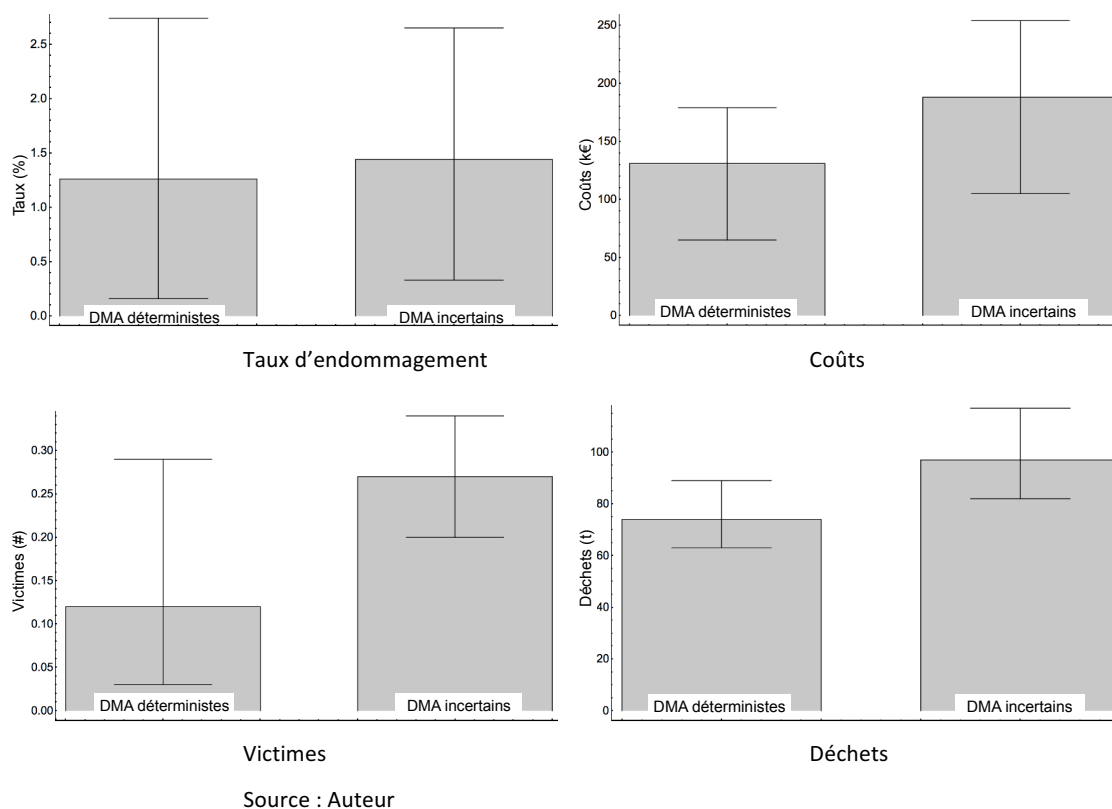 Taux (%)
2.5
2.0
1.5
1.0
0.5
0.0
DMA déterministes
DMA incertains
Taux d’endommagement
Coûts (k€)
250
200
150
100
50
0
DMA déterministes
DMA incertains
Coûts
Victimes (#)
0.30
0.25
0.20
0.15
0.10
0.05
0.00
DMA déterministes
DMA incertains
Victimes
Déchets (t)
100
80
60
40
20
0
DMA déterministes
DMA incertains
Déchets
Source : Auteur